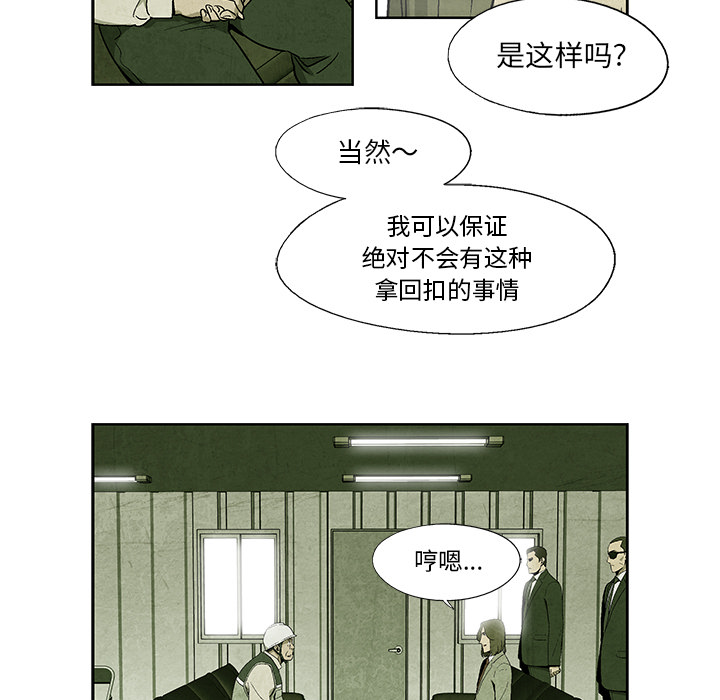 是这样吗?
当然～
我可以保证
绝对不会有这种
拿回扣的事情
哼嗯...